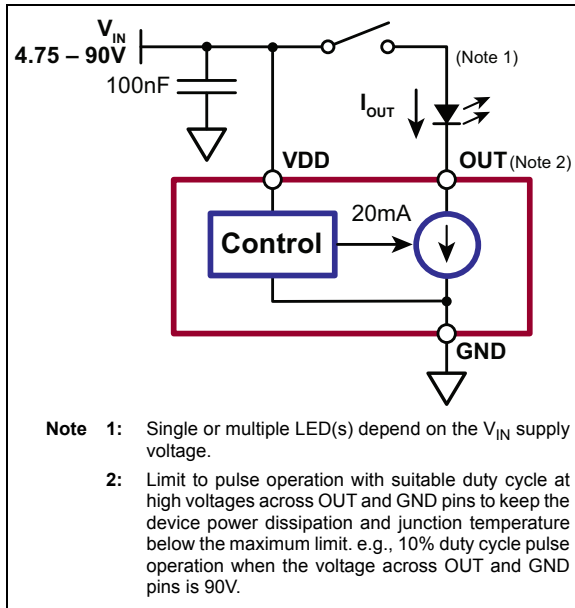 V_IN
4.75 – 90V
100nF
(Note 1)
I_OUT
VDD
OUT (Note 2)
20mA
Control
GND
Note 1: Single or multiple LED(s) depend on the V_IN supply
voltage.
2: Limit to pulse operation with suitable duty cycle at
high voltages across OUT and GND pins to keep the
device power dissipation and junction temperature
below the maximum limit. e.g., 10% duty cycle pulse
operation when the voltage across OUT and GND
pins is 90V.